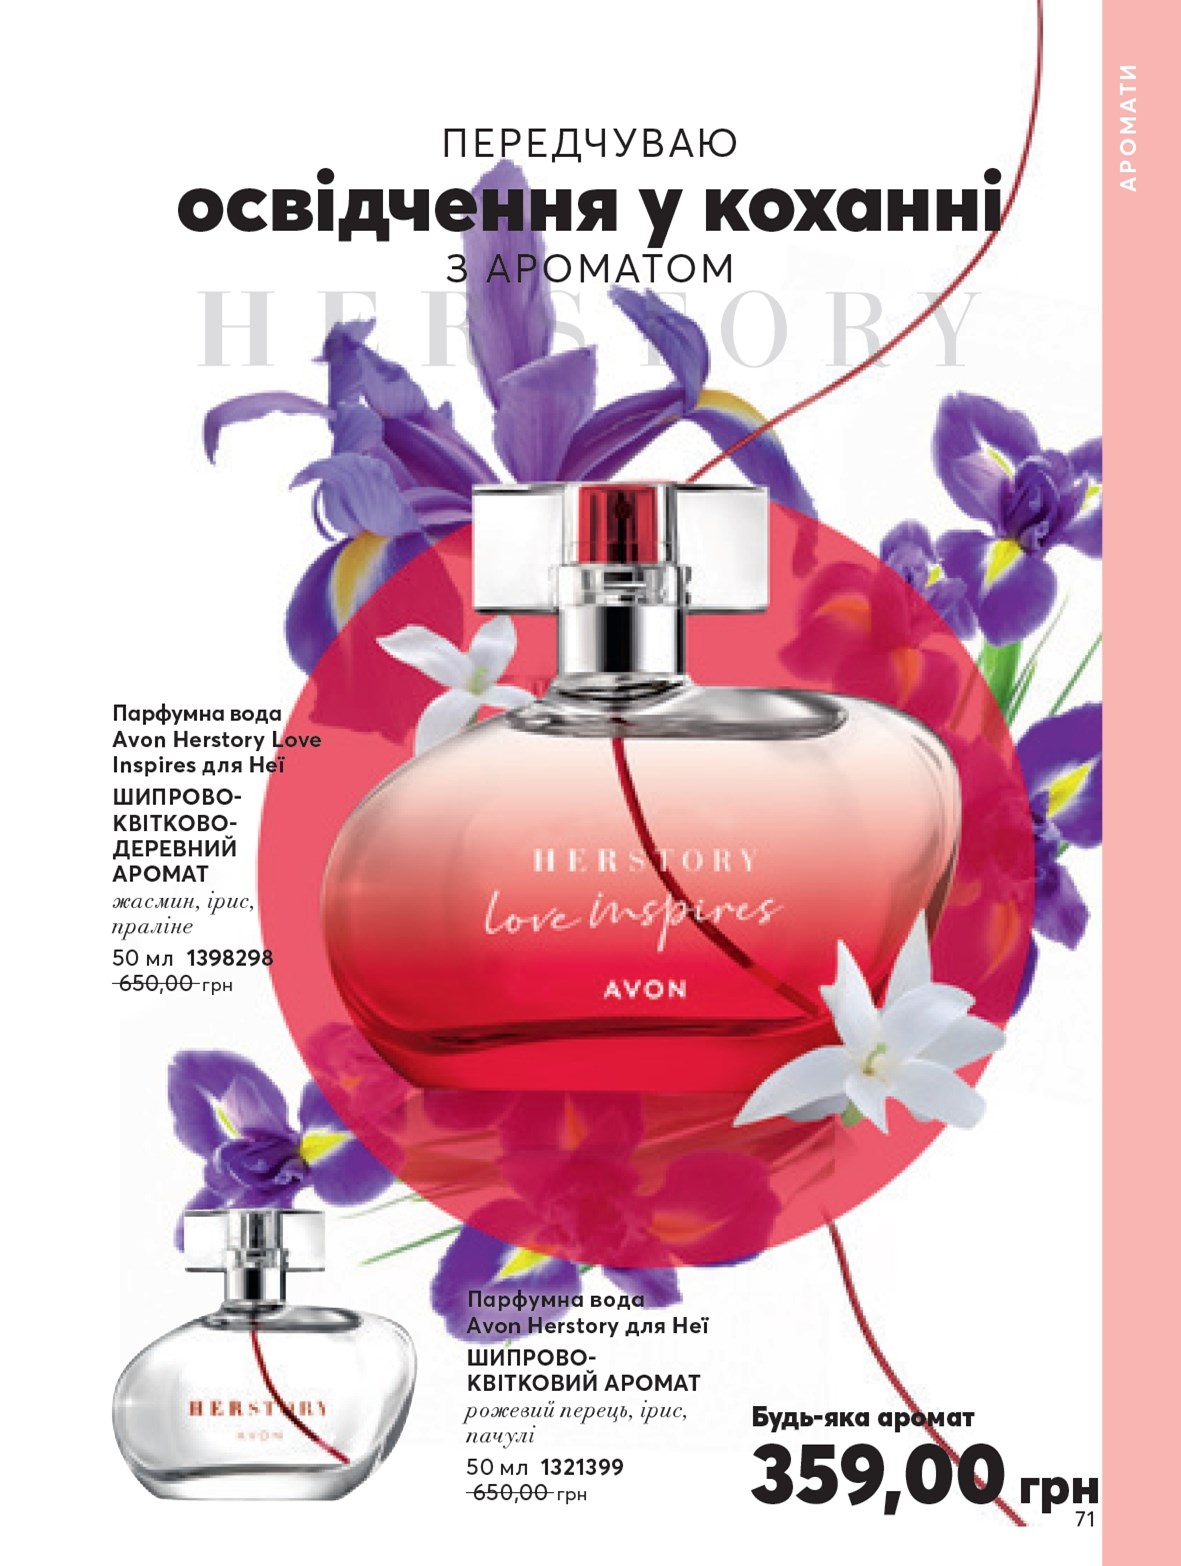 АРОМАТИ
ПЕРЕДЧУВАЮ
освідчення у коханні
З АРОМАТОМ
HERSTORY
Парфумна вода
Avon Herstory Love
Inspires для Неї
ШИПРОВО-
КВІТКОВО-
ДЕРЕВНИЙ
АРОМАТ
жасмин, ірис,
праліне
50 мл 1398298
650,00 грн
HERSTORY
love inspires
AVON
HERSTORY
AVON
Парфумна вода
Avon Herstory для Неї
ШИПРОВО-
КВІТКОВИЙ АРОМАТ
рожевий перець, ірис,
пачулі
50 мл 1321399
650,00 грн
Будь-яка аромат
359,00 грн
71